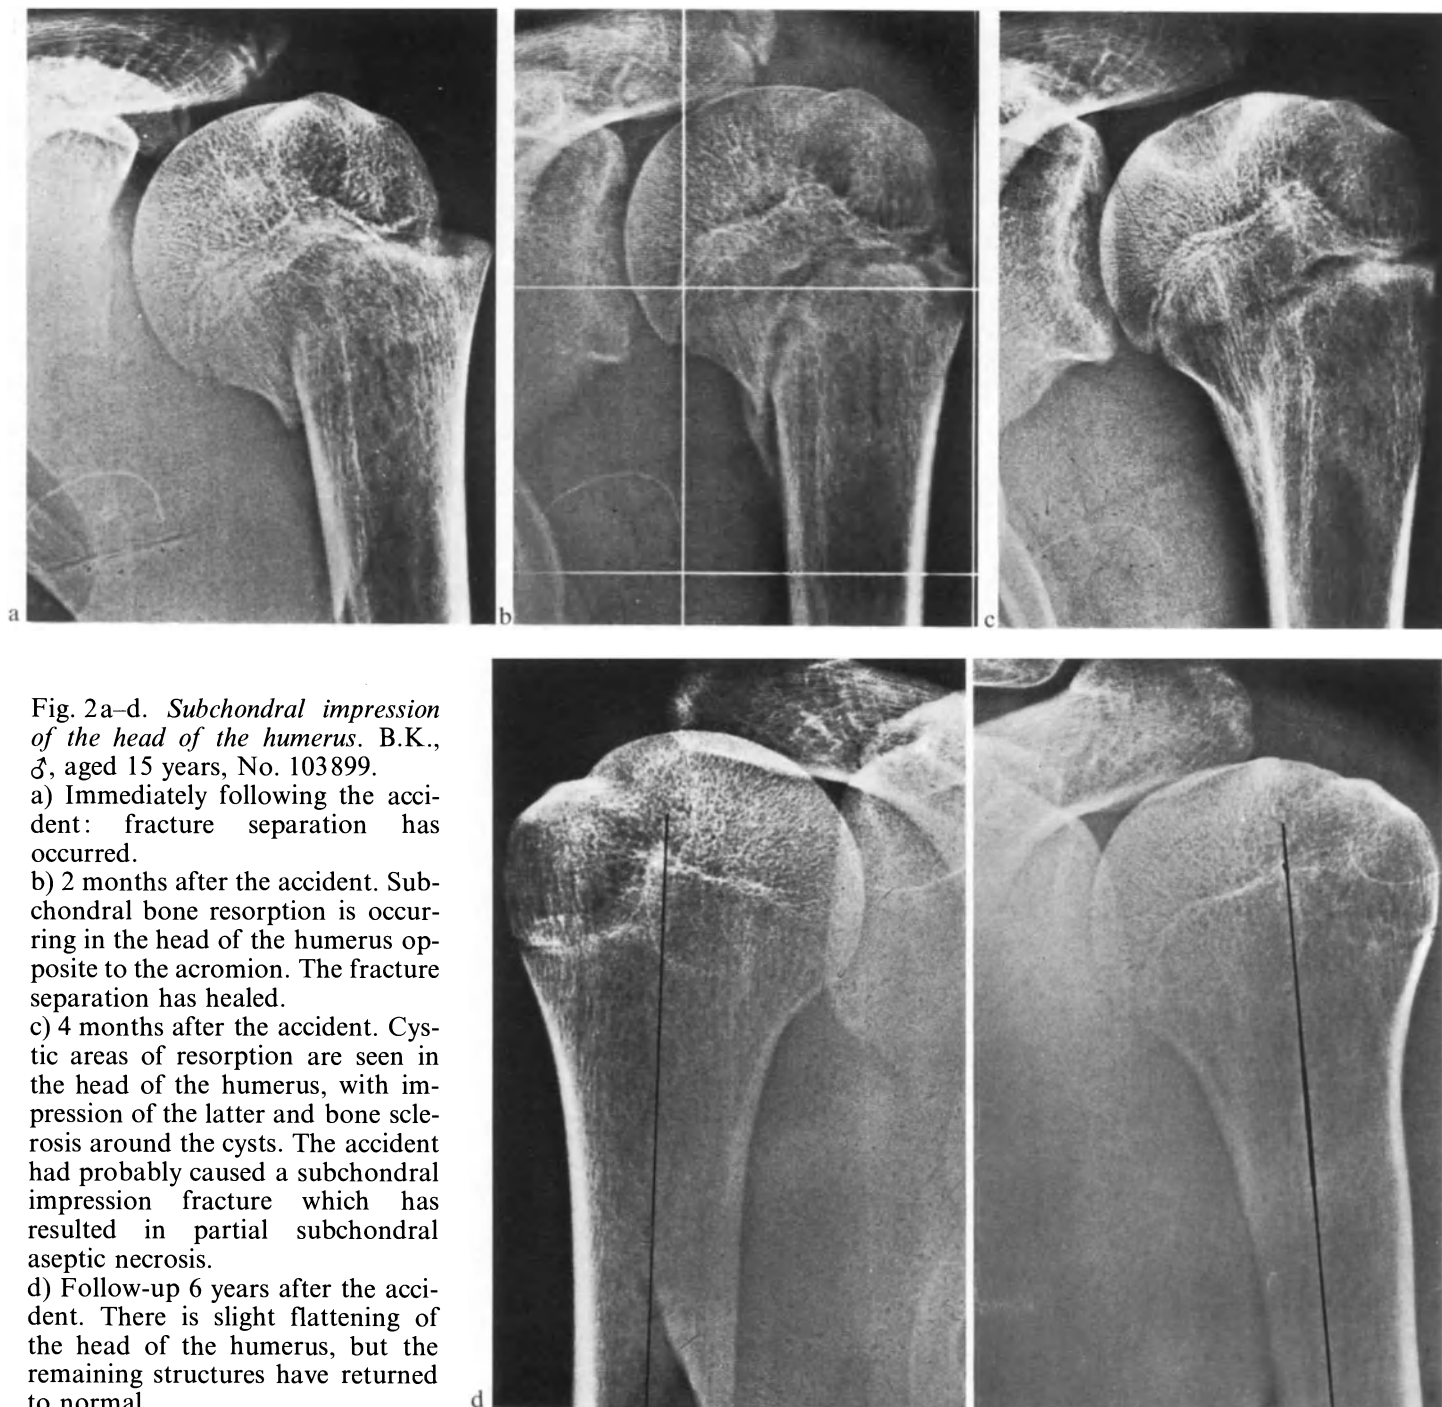 a
b
c
Fig. 2a–d. Subchondral impression
of the head of the humerus. B.K.,
♂, aged 15 years, No. 103899.
a) Immediately following the acci-
dent: fracture separation has
occurred.
b) 2 months after the accident. Sub-
chondral bone resorption is occur-
ring in the head of the humerus op-
posite to the acromion. The fracture
separation has healed.
c) 4 months after the accident. Cys-
tic areas of resorption are seen in
the head of the humerus, with im-
pression of the latter and bone scle-
rosis around the cysts. The accident
had probably caused a subchondral
impression fracture which has
resulted in partial subchondral
aseptic necrosis.
d) Follow-up 6 years after the acci-
dent. There is slight flattening of
the head of the humerus, but the
remaining structures have returned
to normal.
d